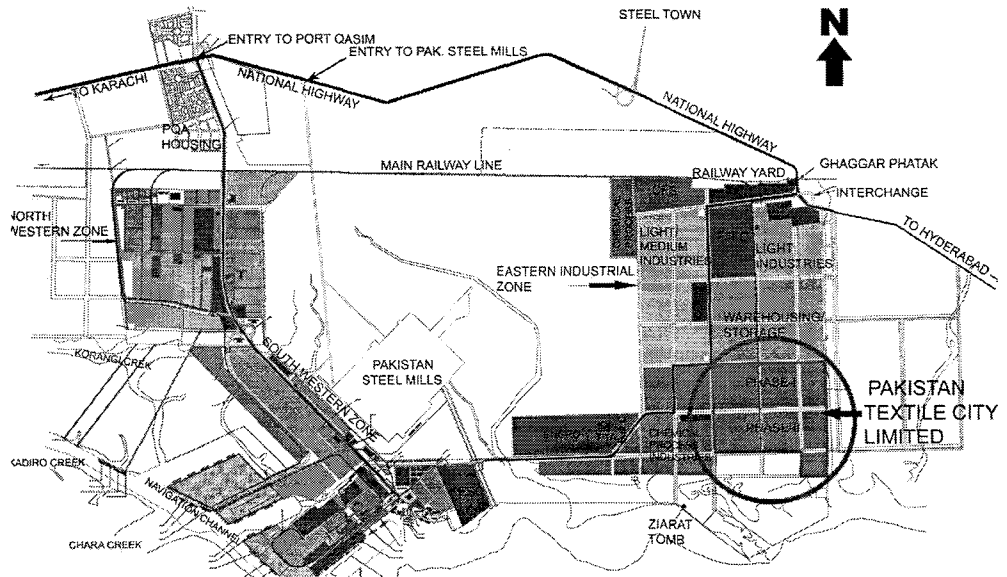 STEEL TOWN
N
ENTRY TO PORT QASIM
ENTRY TO PAK. STEEL MILLS
TO KARACHI
NATIONAL HIGHWAY
NATIONAL HIGHWAY
PQA
HOUSING
MAIN RAILWAY LINE
RAILWAY YARD
GHAGGAR PHATAK
INTERCHANGE
TO HYDERABAD
NORTH
WESTERN ZONE
LIGHT/
MEDIUM
INDUSTRIES
LIGHT
INDUSTRIES
EASTERN INDUSTRIAL
ZONE
WAREHOUSING/
STORAGE
KORANGI CREK
SOUTH WESTERN ZONE
PAKISTAN
STEEL MILLS
PHASE-I
PHASE-II
PAKISTAN
TEXTILE CITY
LIMITED
KADIRO CREEK
NAVIGATION CHANNEL
CHARA CREEK
ZIARAT
TOMB